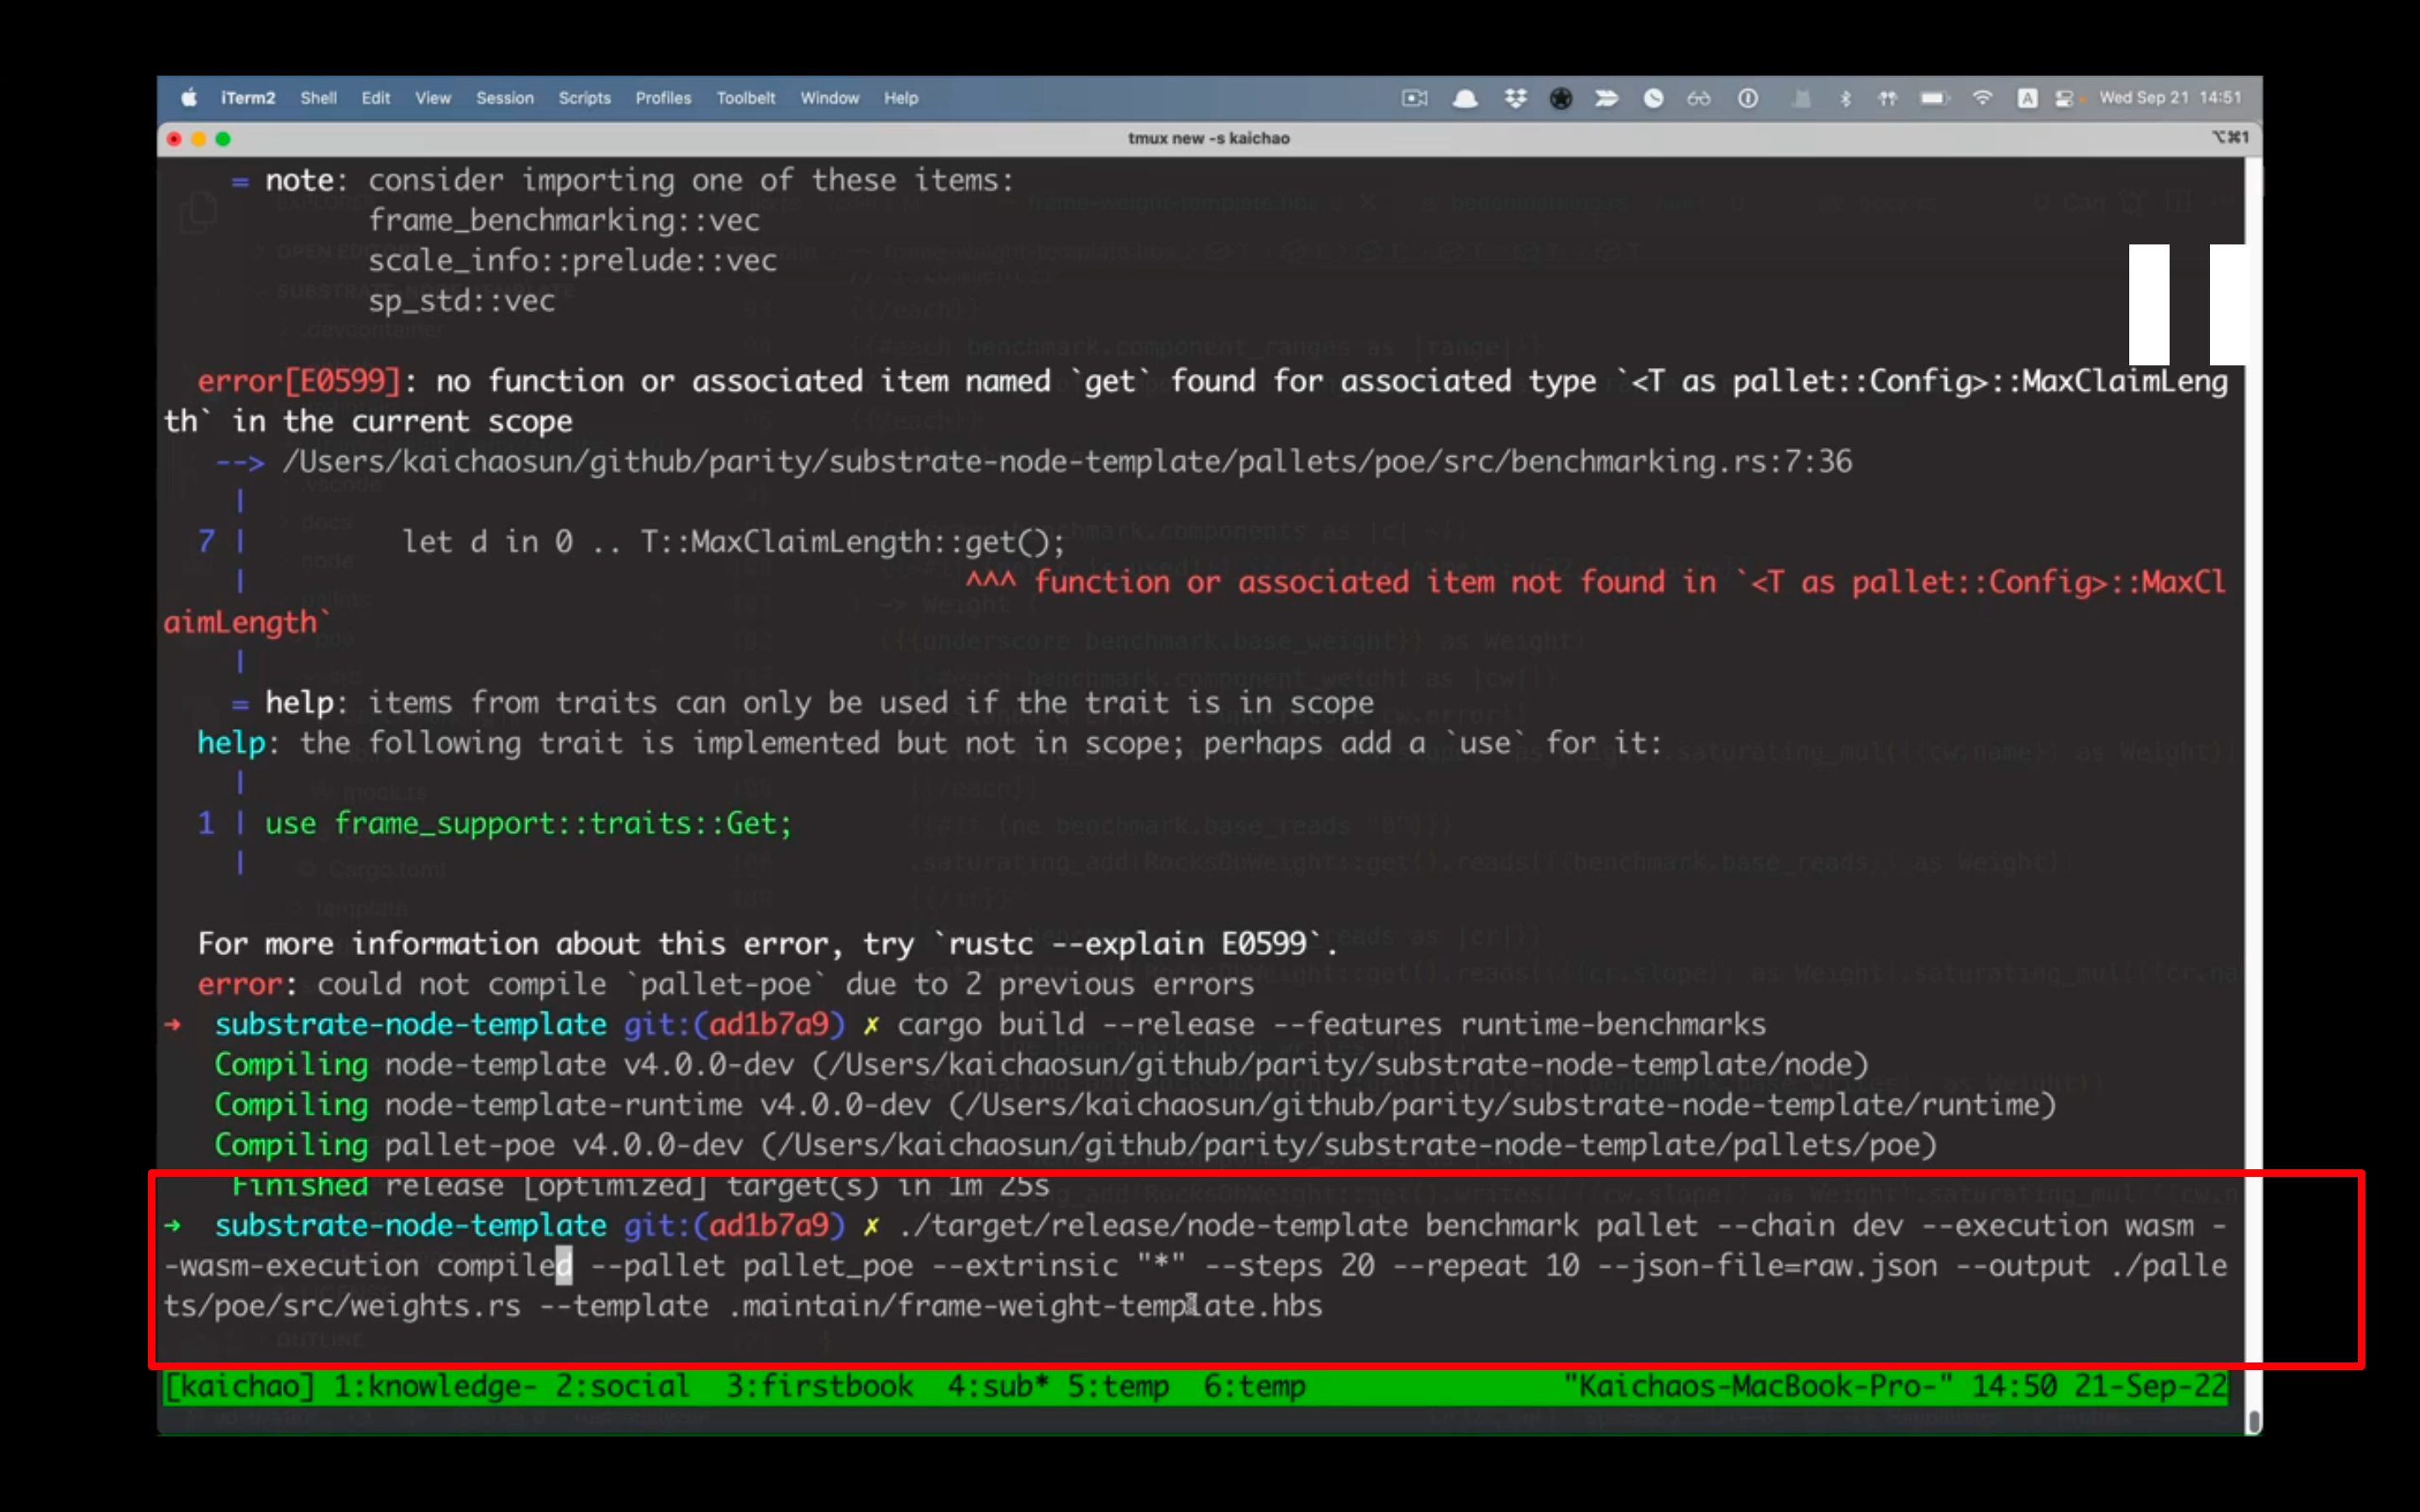 iTerm2 Shell Edit View Session Scripts Profiles Toolbelt Window Help A Wed Sep 21 14:51
tmux new -s kaichao ⌥⌘1
= note: consider importing one of these items:
frame_benchmarking::vec
scale_info::prelude::vec
sp_std::vec
error[E0599]: no function or associated item named `get` found for associated type `<T as pallet::Config>::MaxClaimLeng
th` in the current scope
--> /Users/kaichaosun/github/parity/substrate-node-template/pallets/poe/src/benchmarking.rs:7:36
|
7 | let d in 0 .. T::MaxClaimLength::get();
| ^^^ function or associated item not found in `<T as pallet::Config>::MaxCl
aimLength`
|
= help: items from traits can only be used if the trait is in scope
help: the following trait is implemented but not in scope; perhaps add a `use` for it:
|
1 | use frame_support::traits::Get;
|
For more information about this error, try `rustc --explain E0599`.
error: could not compile `pallet-poe` due to 2 previous errors
→ substrate-node-template git:(ad1b7a9) ✗ cargo build --release --features runtime-benchmarks
Compiling node-template v4.0.0-dev (/Users/kaichaosun/github/parity/substrate-node-template/node)
Compiling node-template-runtime v4.0.0-dev (/Users/kaichaosun/github/parity/substrate-node-template/runtime)
Compiling pallet-poe v4.0.0-dev (/Users/kaichaosun/github/parity/substrate-node-template/pallets/poe)
Finished release [optimized] target(s) in 1m 25s
→ substrate-node-template git:(ad1b7a9) ✗ ./target/release/node-template benchmark pallet --chain dev --execution wasm -
-wasm-execution compiled --pallet pallet_poe --extrinsic "*" --steps 20 --repeat 10 --json-file=raw.json --output ./palle
ts/poe/src/weights.rs --template .maintain/frame-weight-template.hbs
[kaichao] 1:knowledge- 2:social 3:firstbook 4:sub* 5:temp 6:temp "Kaichaos-MacBook-Pro-" 14:50 21-Sep-22